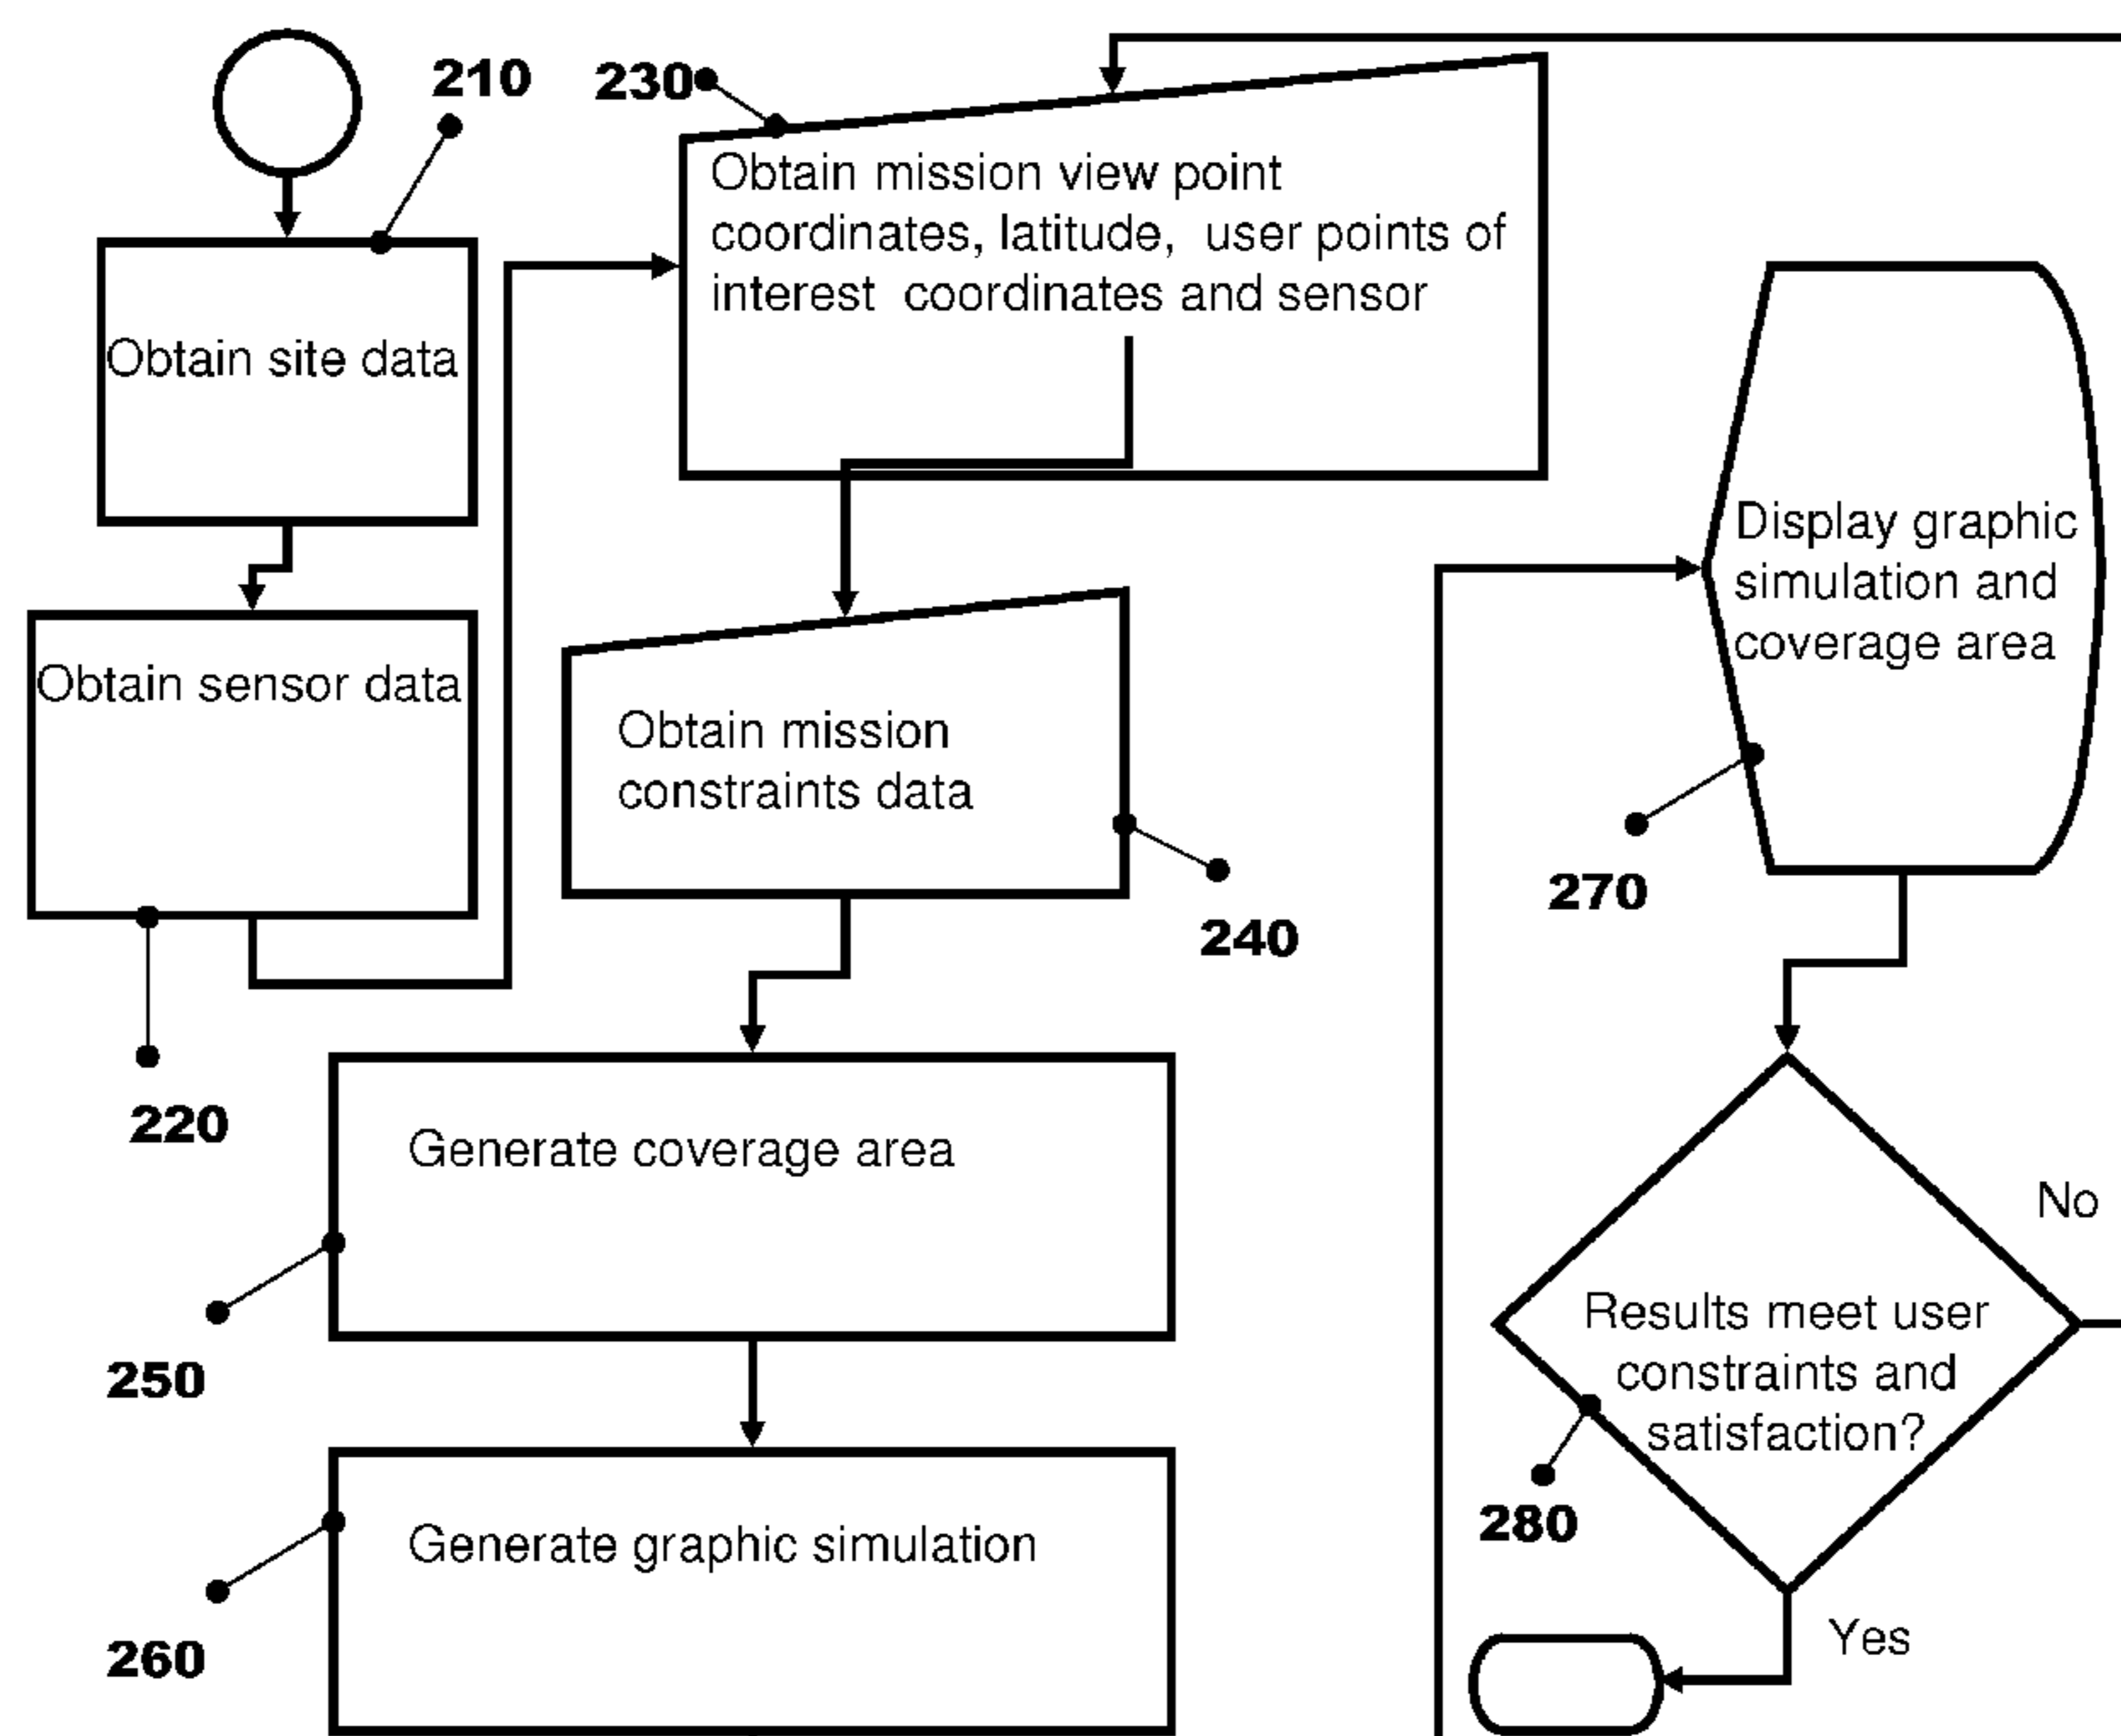 210
230
Obtain site data
Obtain sensor data
220
Obtain mission view point
coordinates, latitude, user points of
interest coordinates and sensor
Obtain mission
constraints data
240
Generate coverage area
250
Generate graphic simulation
260
Display graphic
simulation and
coverage area
270
Results meet user
constraints and
satisfaction?
280
No
Yes